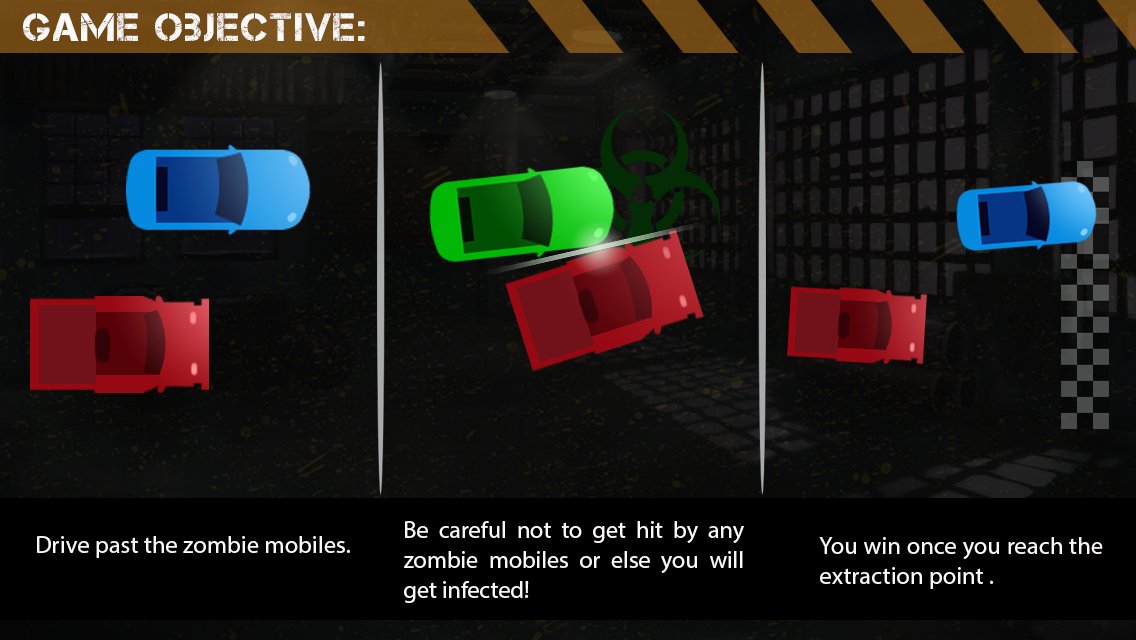 GAME OBJECTIVE:
Drive past the zombie mobiles.
Be careful not to get hit by any
zombie mobiles or else you will
get infected!
You win once you reach the
extraction point .